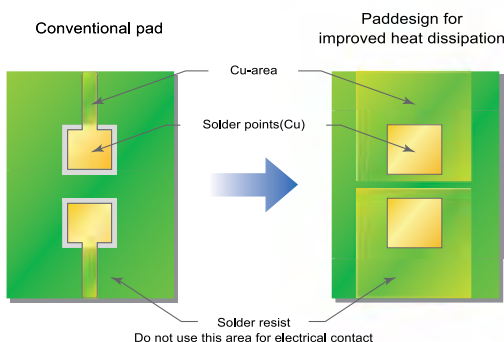 Conventional pad
Paddesign for
improved heat dissipation
Cu-area
Solder points(Cu)
Solder resist
Do not use this area for electrical contact